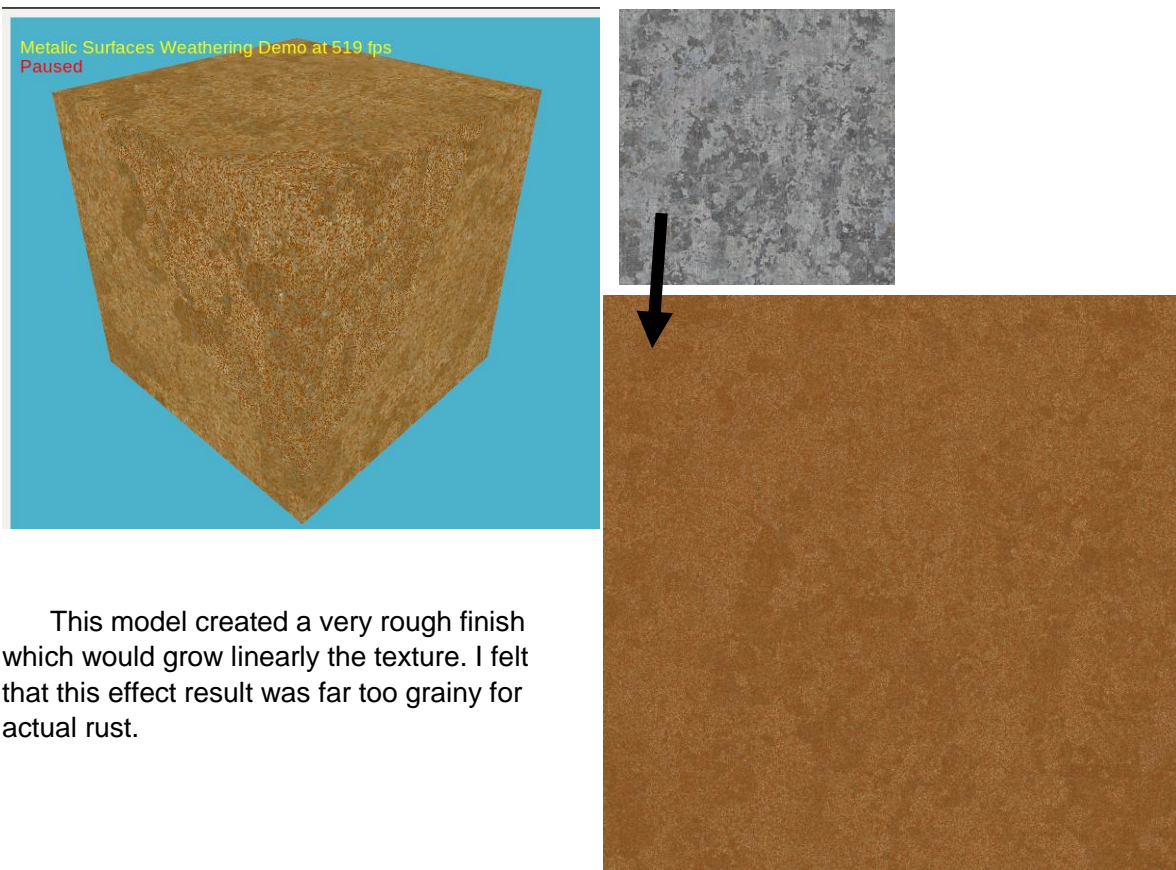 Metalic Surfaces Weathering Demo at 519 fps
Paused
This model created a very rough finish
which would grow linearly the texture. I felt
that this effect result was far too grainy for
actual rust.